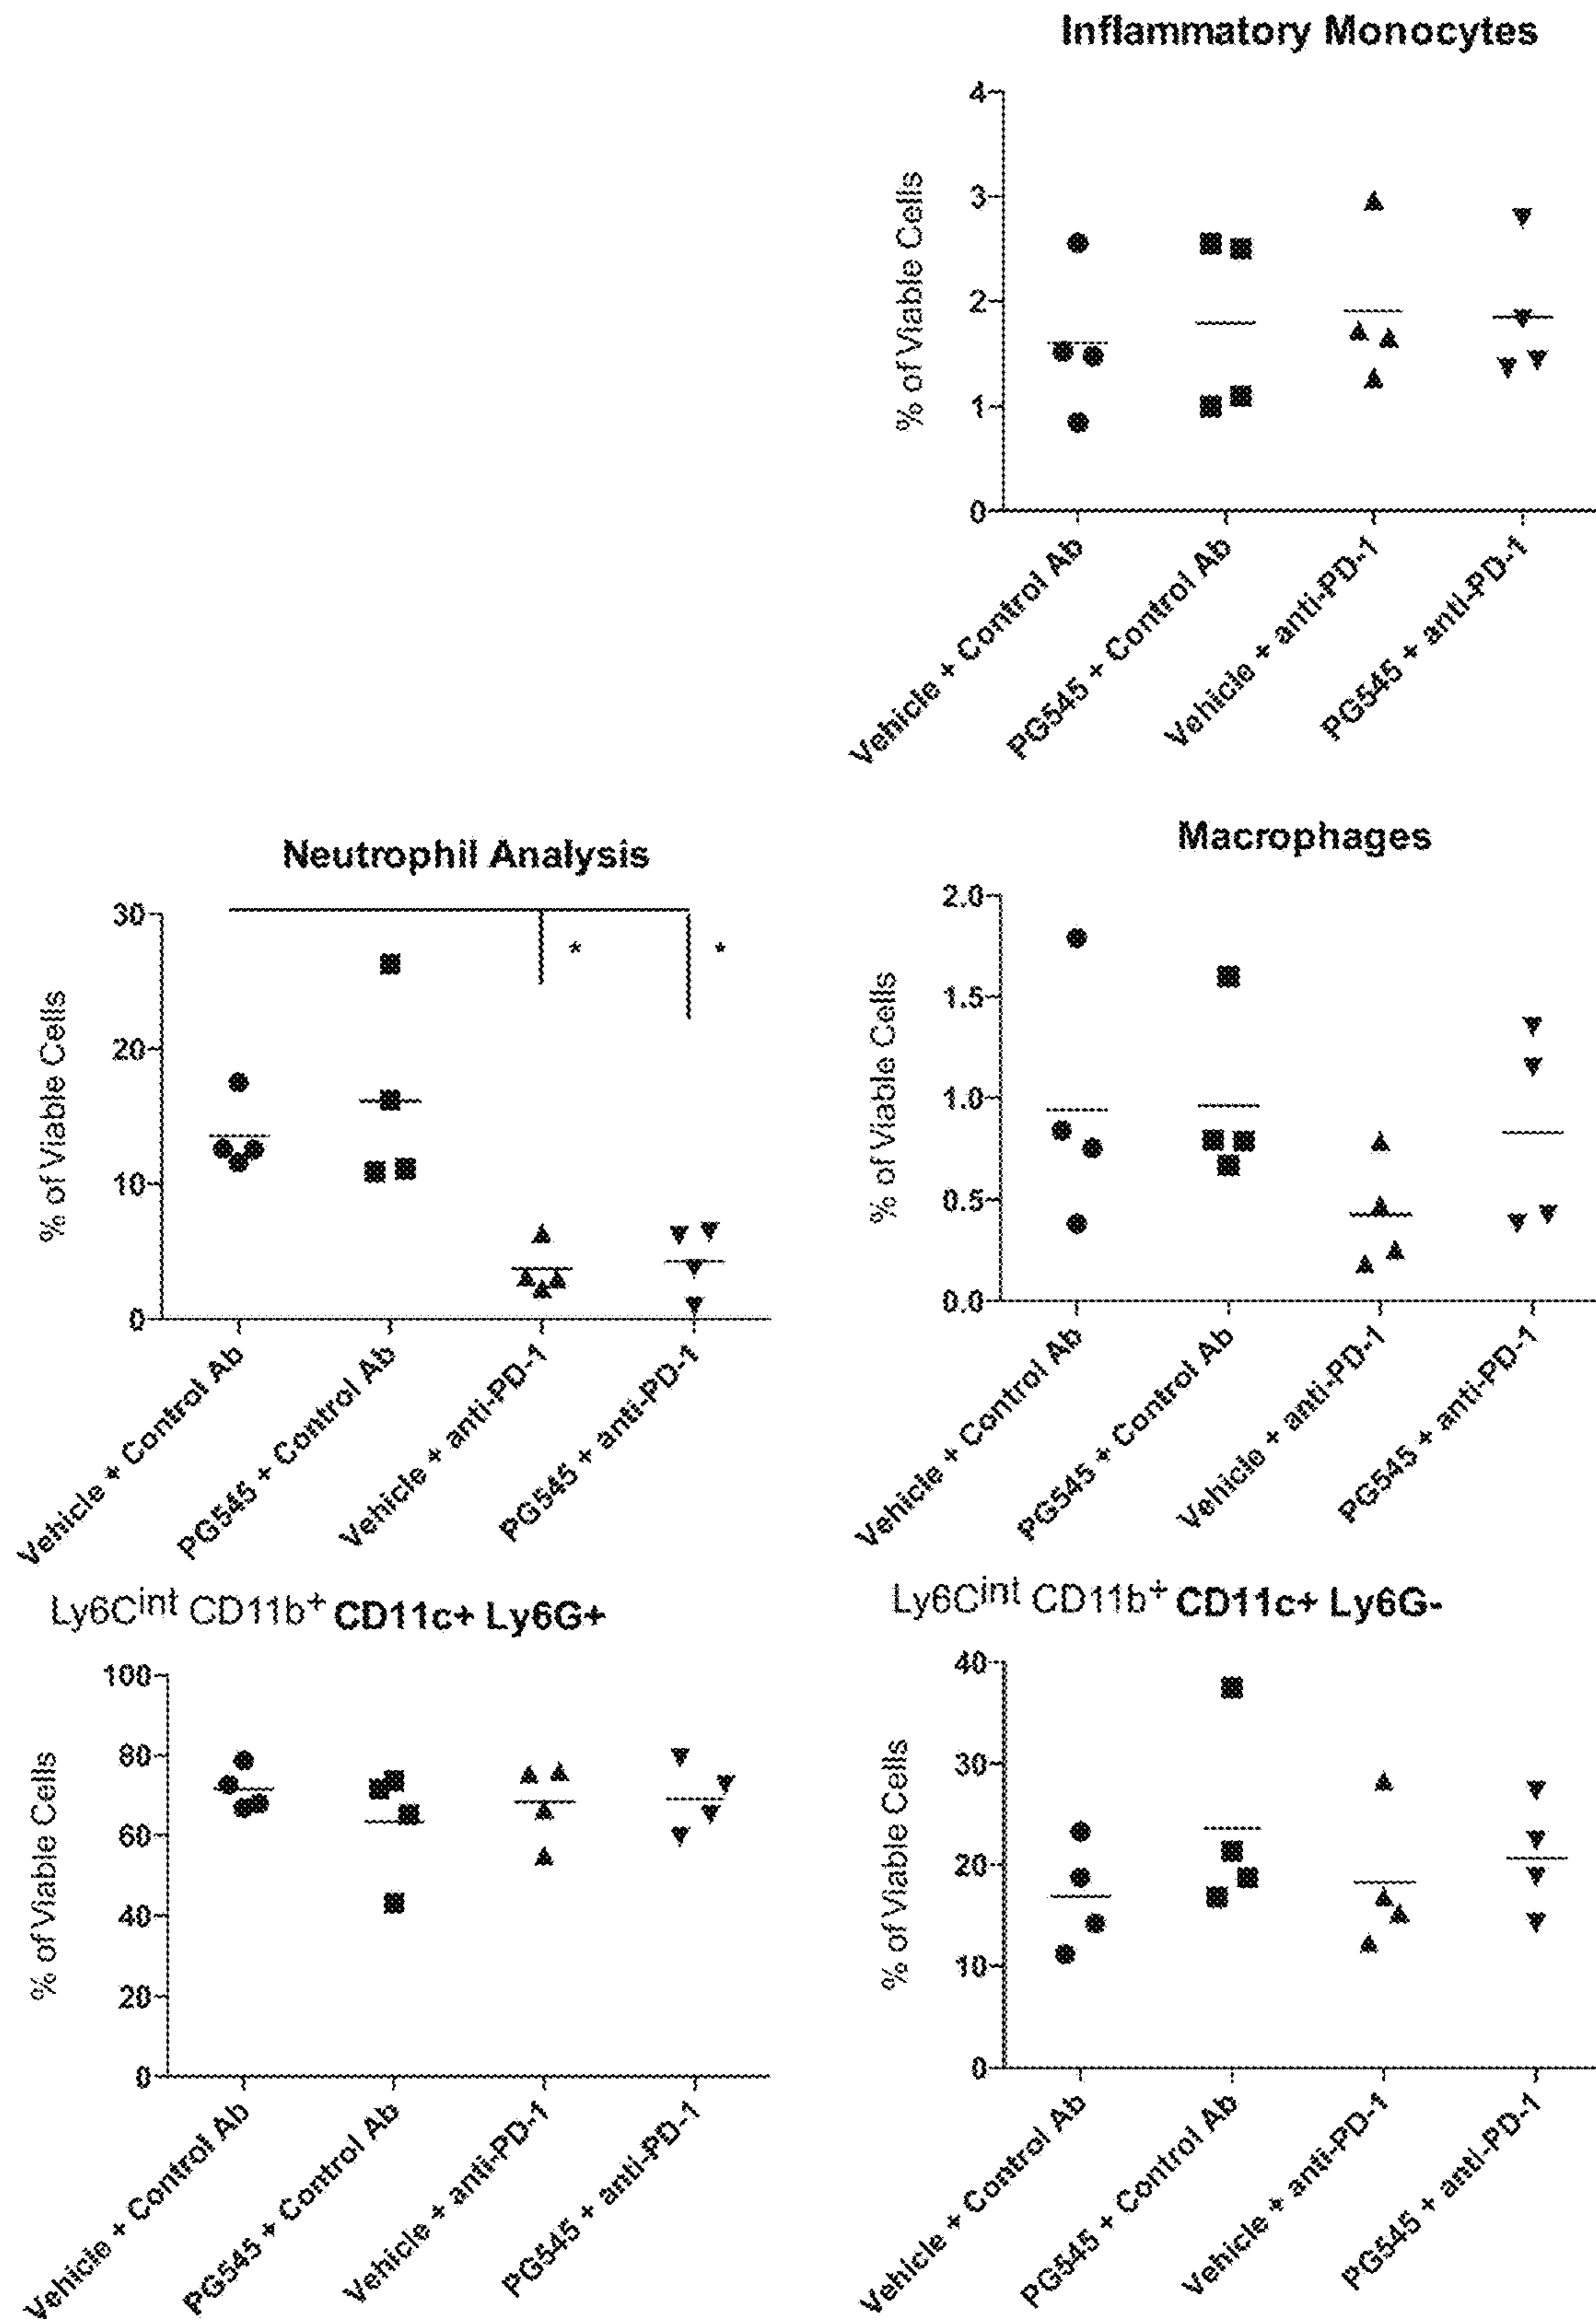 Inflammatory Monocytes
% of Viable Cells
4
3
2
1
0
Vehicle + Control Ab
PG545 + Control Ab
Vehicle + anti-PD-1
PG545 + anti-PD-1
Neutrophil Analysis
% of Viable Cells
30
20
10
0
*
*
Vehicle + Control Ab
PG545 + Control Ab
Vehicle + anti-PD-1
PG545 + anti-PD-1
Macrophages
% of Viable Cells
2.0
1.5
1.0
0.5
0.0
Vehicle + Control Ab
PG545 + Control Ab
Vehicle + anti-PD-1
PG545 + anti-PD-1
Ly6Cint CD11b+ CD11c+ Ly6G+
% of Viable Cells
100
80
60
40
20
0
Vehicle + Control Ab
PG545 + Control Ab
Vehicle + anti-PD-1
PG545 + anti-PD-1
Ly6Cint CD11b+ CD11c+ Ly6G-
% of Viable Cells
40
30
20
10
0
Vehicle + Control Ab
PG545 + Control Ab
Vehicle + anti-PD-1
PG545 + anti-PD-1